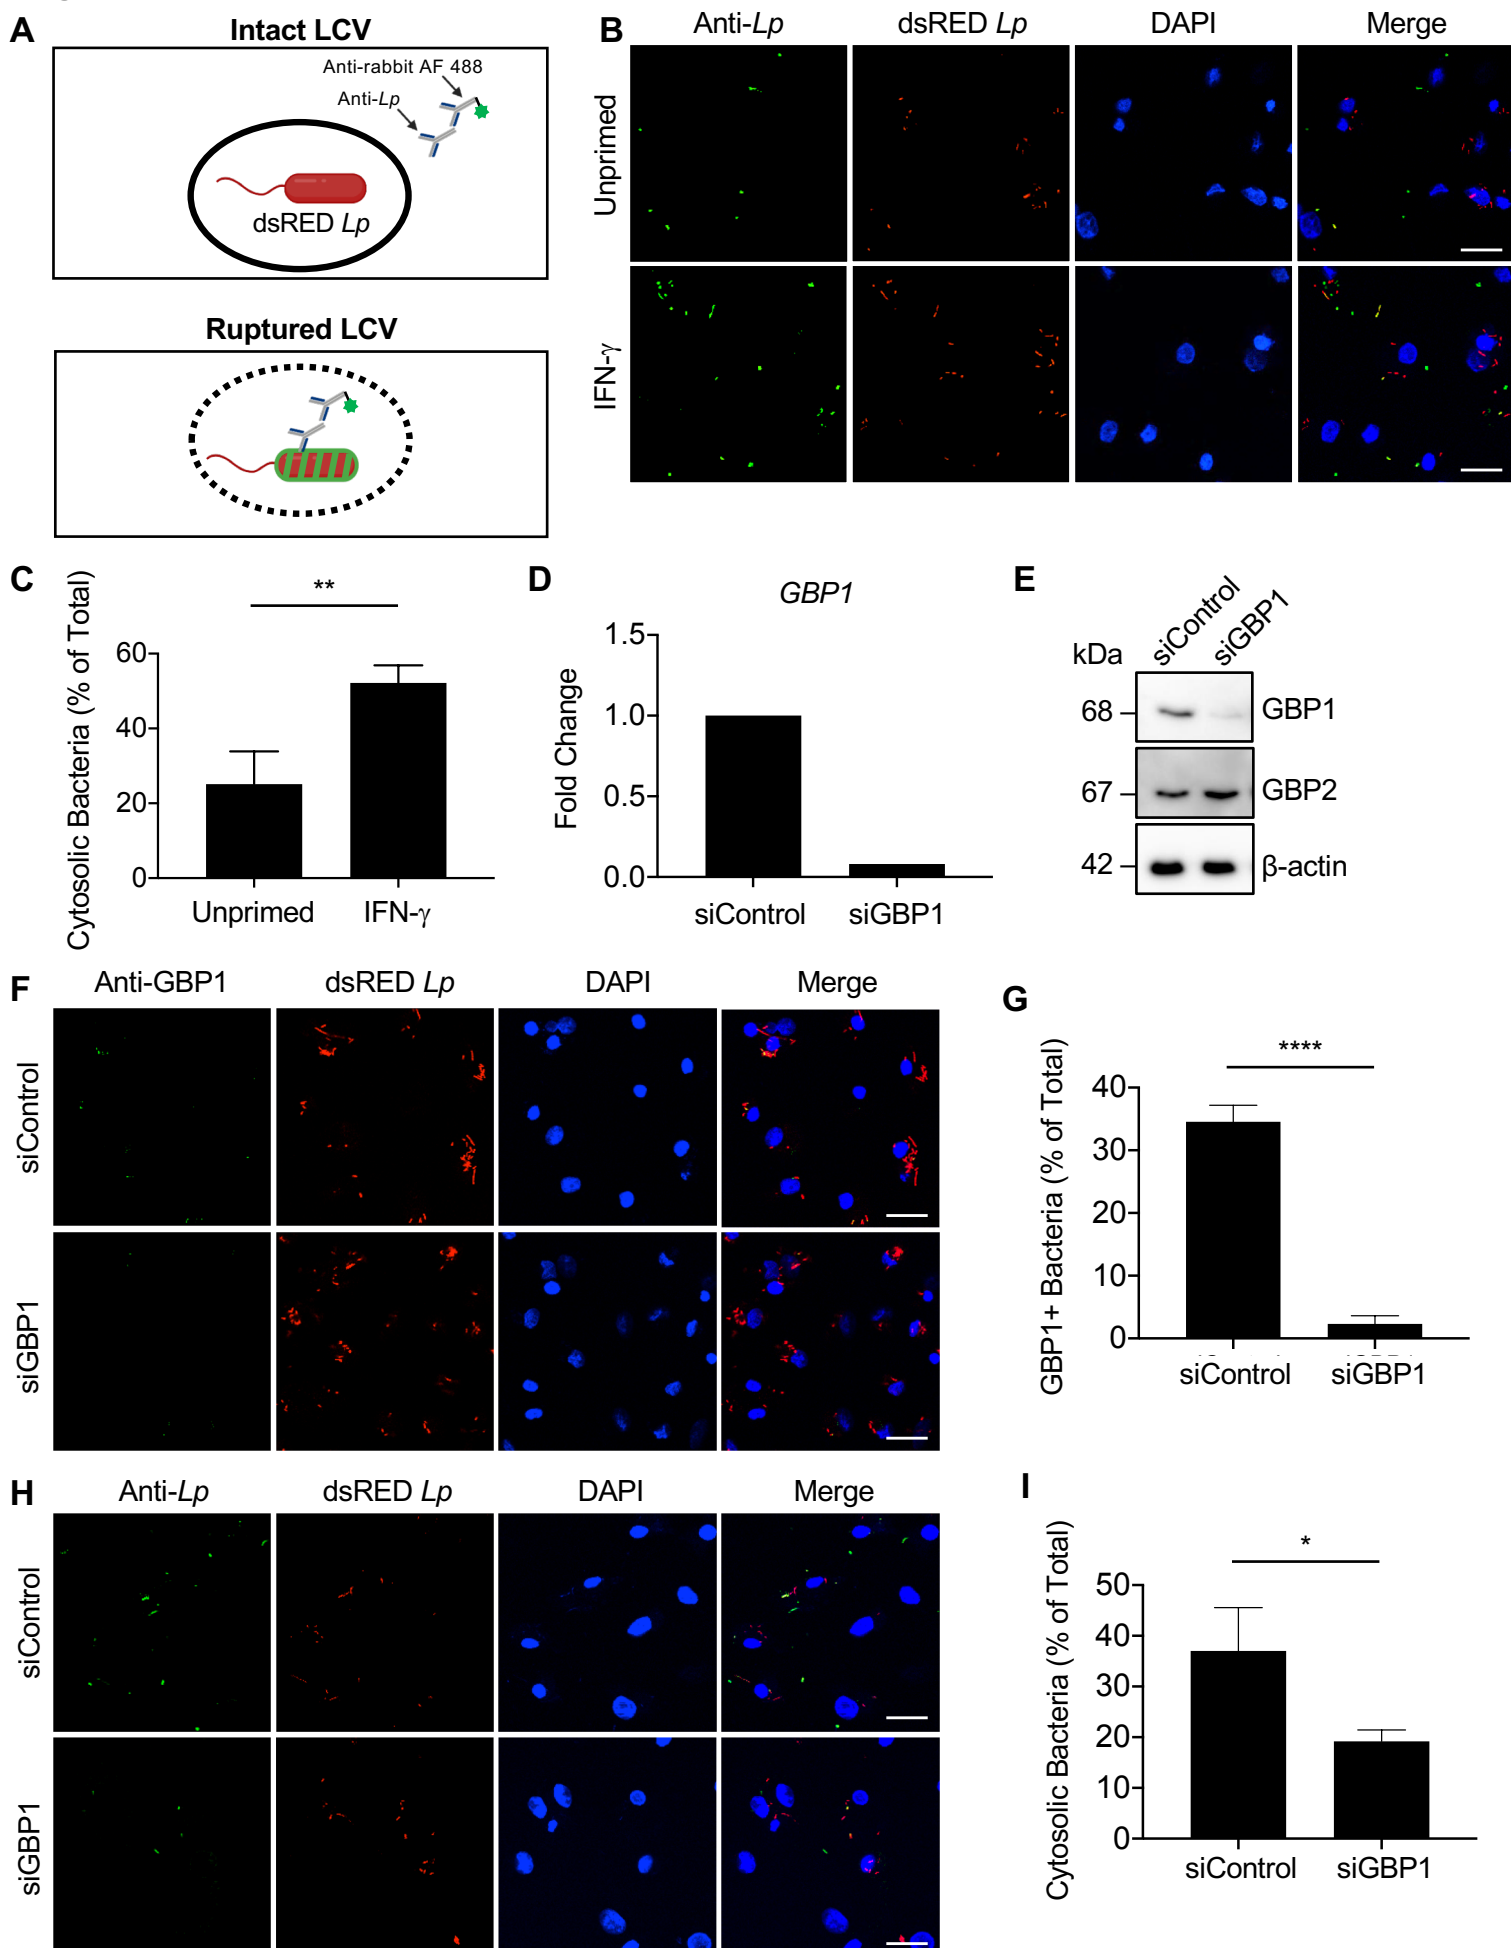 A
Intact LCV
Anti-rabbit AF 488
Anti-Lp
dsRED Lp
Ruptured LCV
B
Anti-Lp dsRED Lp DAPI Merge
Unprimed
IFN-γ
C
**
Cytosolic Bacteria (% of Total)
60
40
20
0
Unprimed IFN-γ
D
GBP1
Fold Change
1.5
1.0
0.5
0.0
siControl siGBP1
E
siControl siGBP1
kDa
68 GBP1
67 GBP2
42 β-actin
F
Anti-GBP1 dsRED Lp DAPI Merge
siControl
siGBP1
G
****
GBP1+ Bacteria (% of Total)
40
30
20
10
0
siControl siGBP1
H
Anti-Lp dsRED Lp DAPI Merge
siControl
siGBP1
I
*
Cytosolic Bacteria (% of Total)
50
40
30
20
10
0
siControl siGBP1